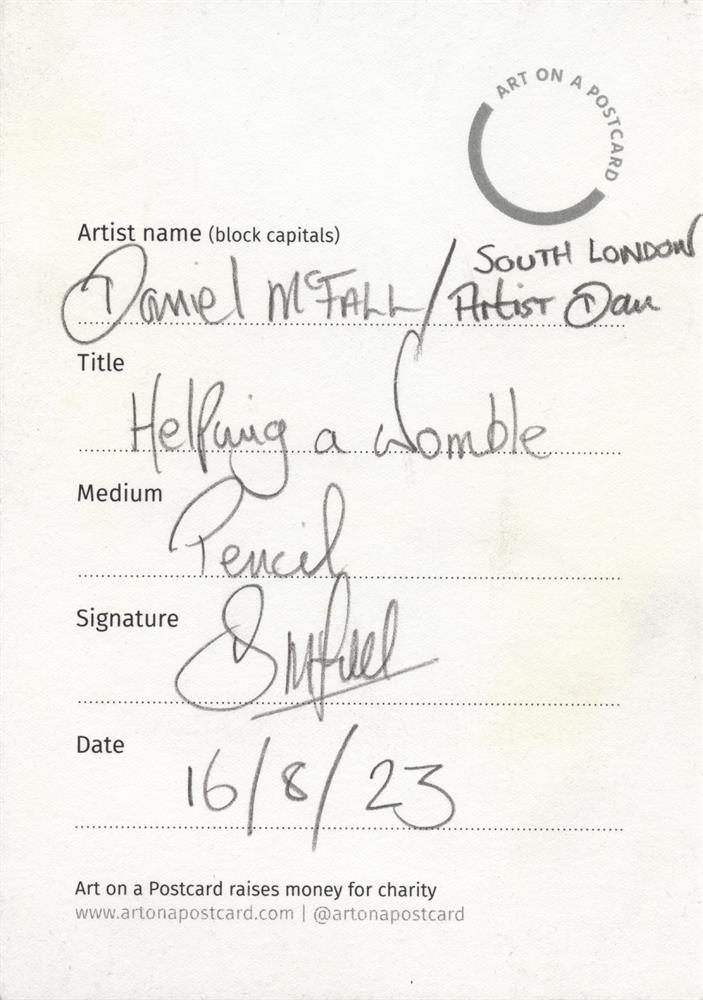 ART ON A POSTCARD
Artist name (block capitals)
Daniel McFALL / SOUTH LONDON
Artist Dan
Title
Helping a Womble
Medium
Pencil
Signature
Date
16/8/23
Art on a Postcard raises money for charity
www.artonapostcard.com | @artonapostcard